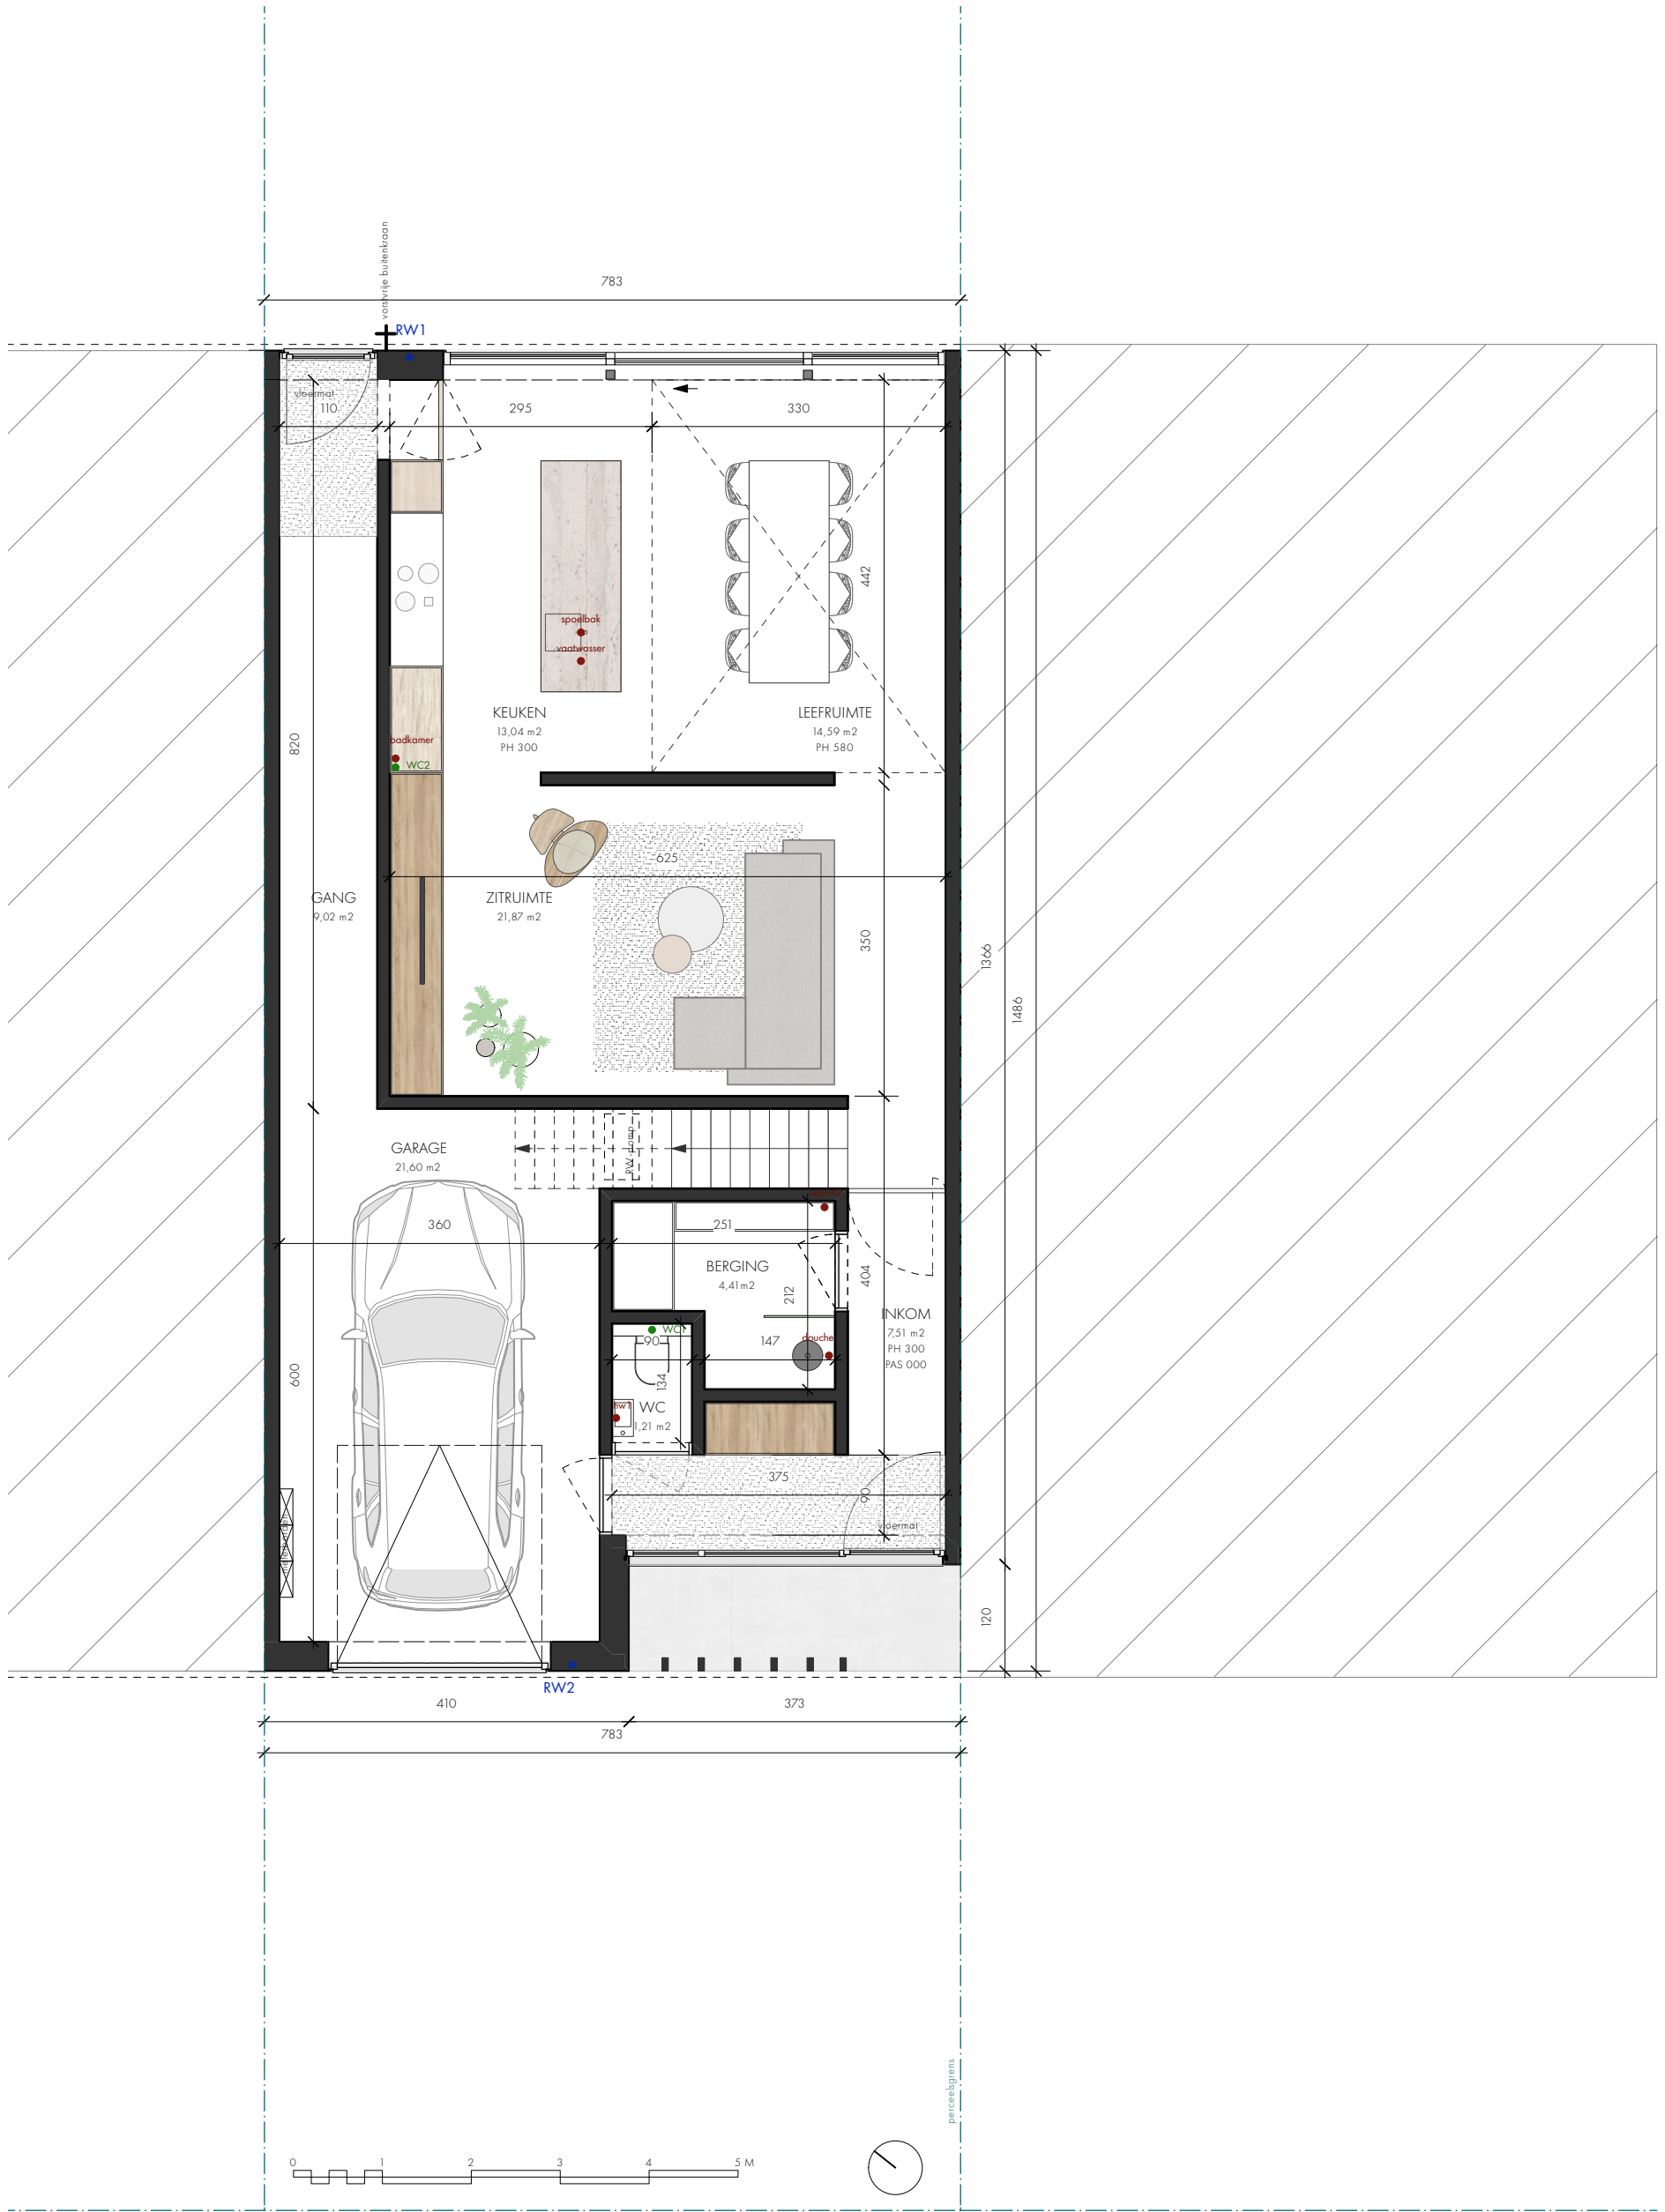 vorstvrije buitenkraan
783
RW1
vloermat
110
295
330
442
spoelbak
vaatwasser
KEUKEN
13,04 m2
PH 300
LEEFRUIMTE
14,59 m2
PH 580
badkamer
WC2
820
625
GANG
9,02 m2
ZITRUIMTE
21,87 m2
350
1366
1486
GARAGE
21,60 m2
360
251
BERGING
4,41m2
212
404
INKOM
7,51 m2
PH 300
PAS 000
WC1
90
147
douche
134
600
hw1
WC
1,21 m2
375
90
vloermat
120
RW2
410
373
783
perceelsgrens
0 1 2 3 4 5 M